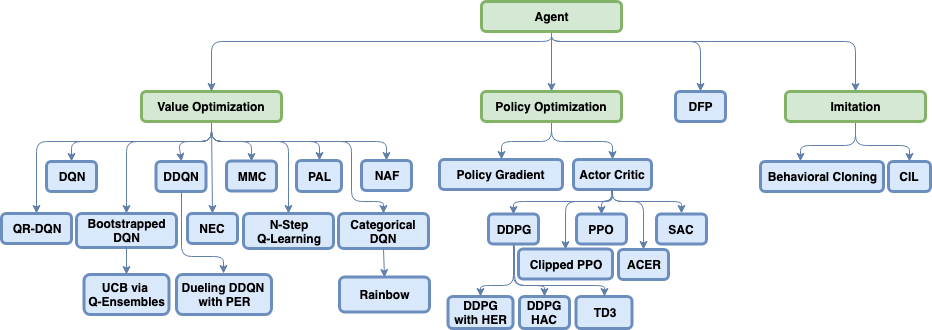 Agent
Value Optimization
Policy Optimization
DFP
Imitation
DQN
DDQN
MMC
PAL
NAF
Policy Gradient
Actor Critic
Behavioral Cloning
CIL
QR-DQN
Bootstrapped
DQN
NEC
N-Step
Q-Learning
Categorical
DQN
DDPG
PPO
SAC
Clipped PPO
ACER
UCB via
Q-Ensembles
Dueling DDQN
with PER
Rainbow
DDPG
with HER
DDPG
HAC
TD3